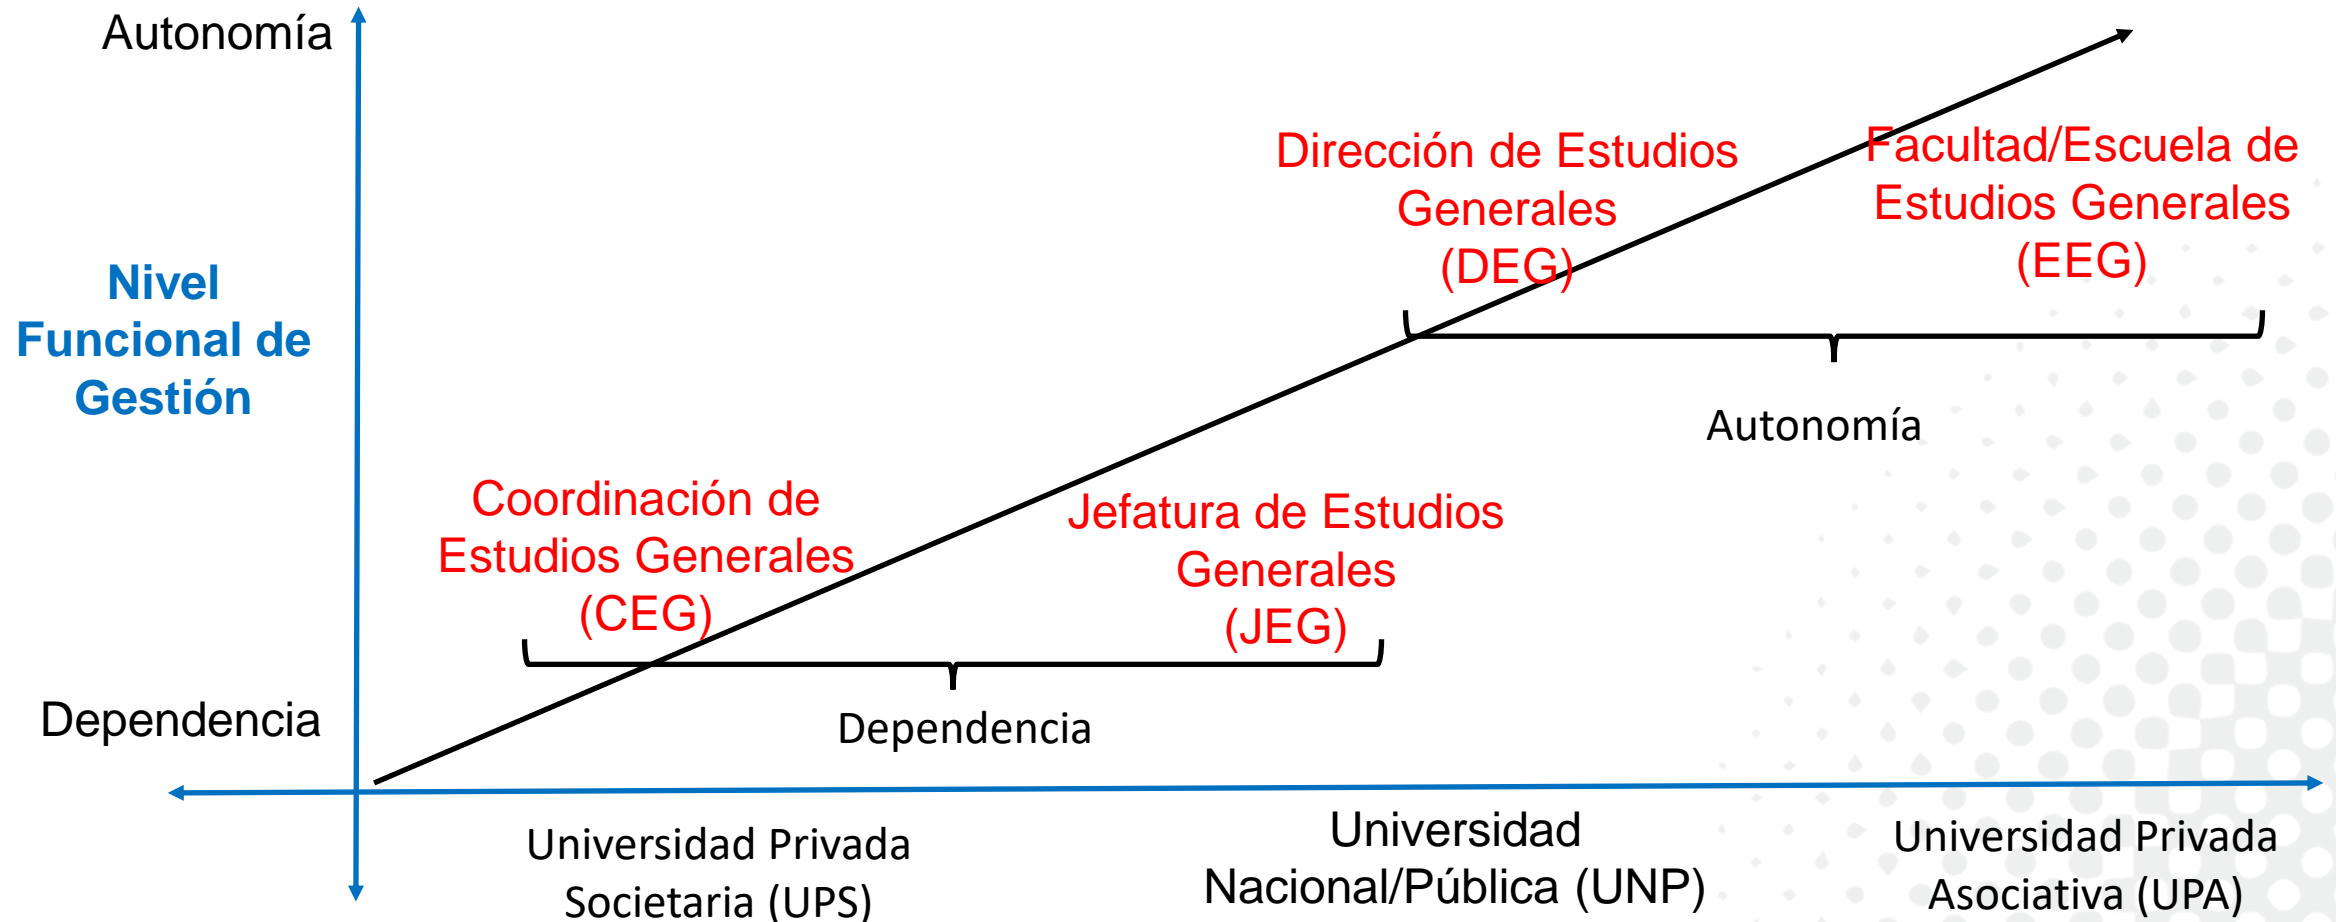 Autonomía
Dirección de Estudios
Generales
(DEG)
Facultad/Escuela de
Estudios Generales
(EEG)
Nivel
Funcional de
Gestión
Autonomía
Coordinación de
Estudios Generales
(CEG)
Jefatura de Estudios
Generales
(JEG)
Dependencia
Dependencia
Universidad Privada
Societaria (UPS)
Universidad
Nacional/Pública (UNP)
Universidad Privada
Asociativa (UPA)